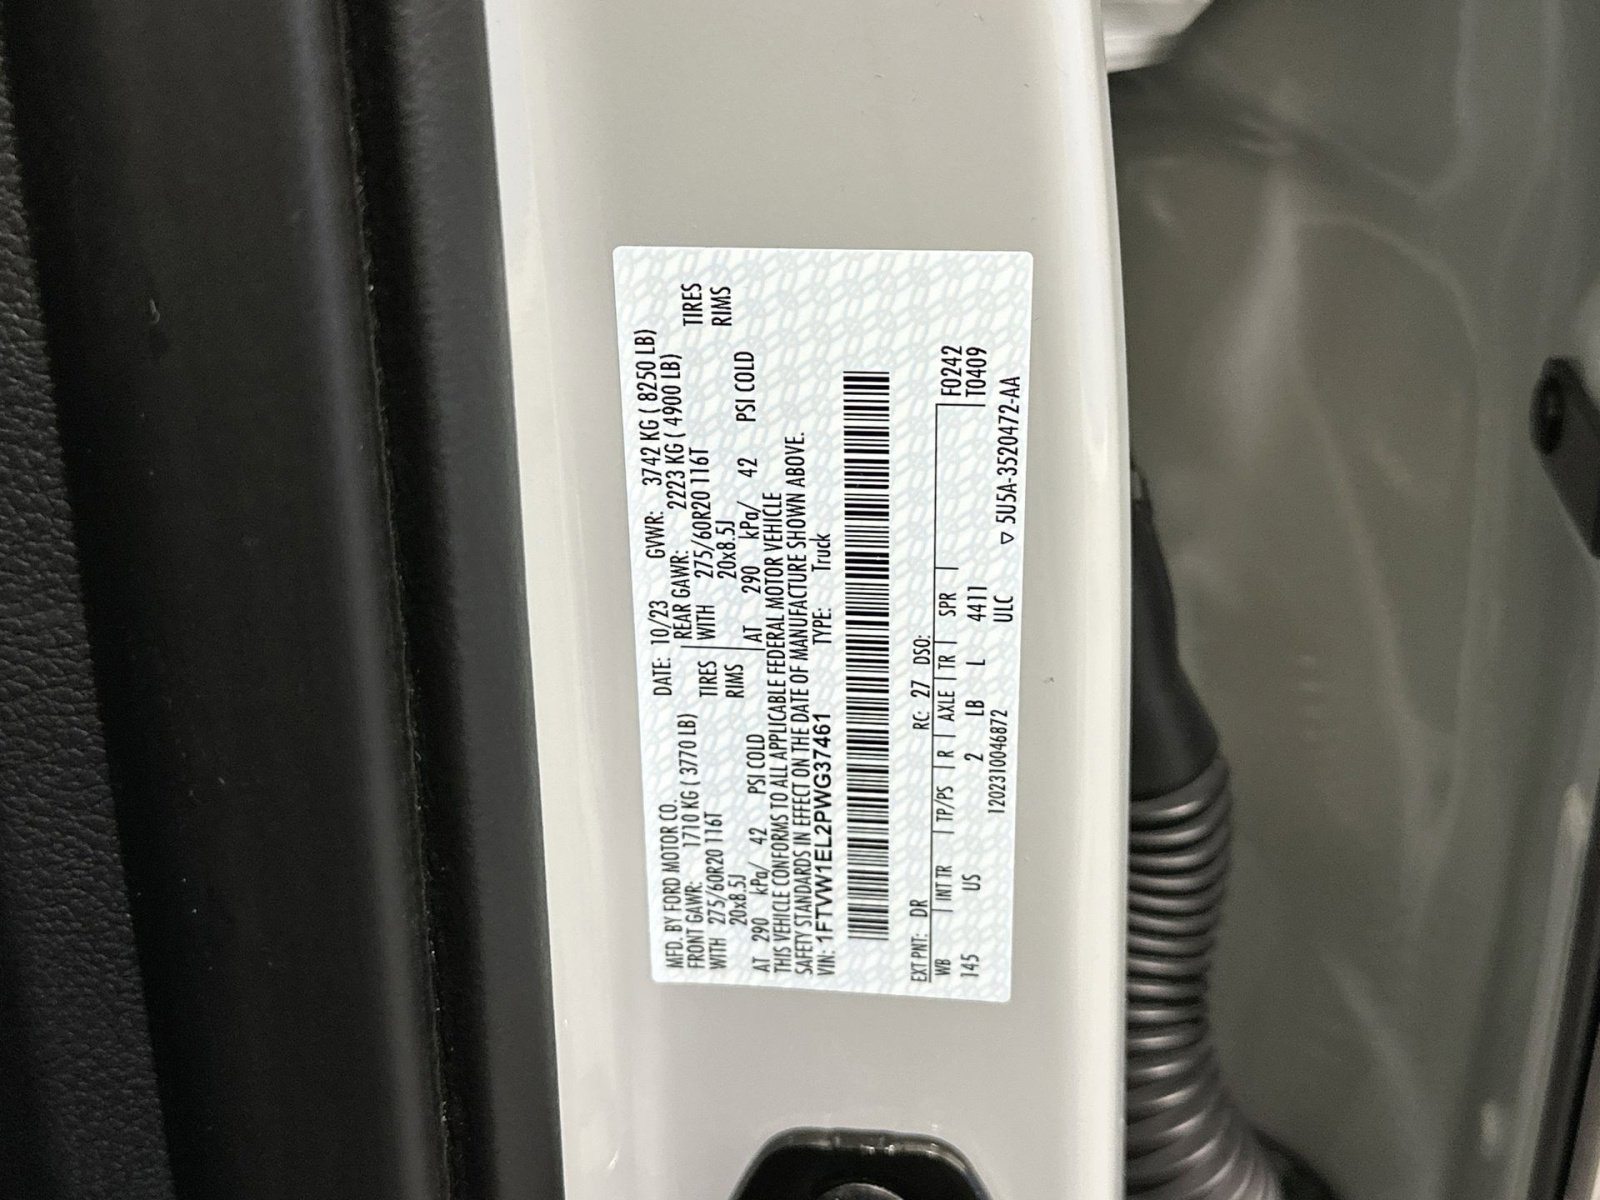 MFD. BY FORD MOTOR CO.
DATE: 10/23 GVWR: 3742 KG ( 8250 LB)
FRONT GAWR: 1710 KG ( 3770 LB)
REAR GAWR: 2223 KG ( 4900 LB)
WITH 275/60R20 116T TIRES
WITH 275/60R20 116T TIRES
20x8.5J RIMS
20x8.5J RIMS
AT 290 kPa/ 42 PSI COLD
AT 290 kPa/ 42 PSI COLD
THIS VEHICLE CONFORMS TO ALL APPLICABLE FEDERAL MOTOR VEHICLE
SAFETY STANDARDS IN EFFECT ON THE DATE OF MANUFACTURE SHOWN ABOVE.
VIN: 1FTVW1EL2PWG37461 TYPE: Truck
EXT PNT: DR RC: 27 DSO:
WB INT TR TP/PS R AXLE TR SPR F0242
145 US 2 LB L 4411 T0409
1202310046872 ULC ▽ 5U5A-3520472-AA